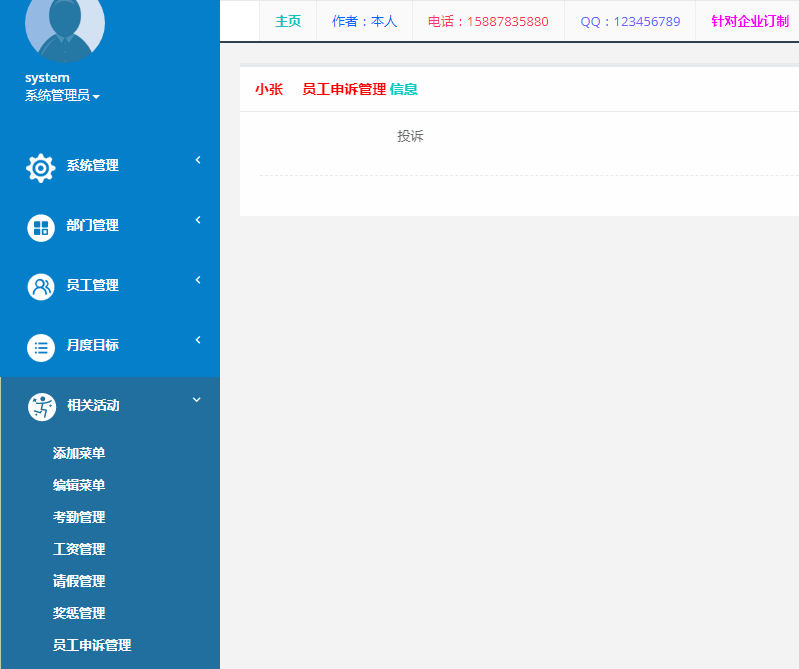 主页 作者：本人 电话：15887835880 QQ：123456789 针对企业订制
system
系统管理员
系统管理
部门管理
员工管理
月度目标
相关活动
添加菜单
编辑菜单
考勤管理
工资管理
请假管理
奖惩管理
员工申诉管理
小张 员工申诉管理 信息
投诉